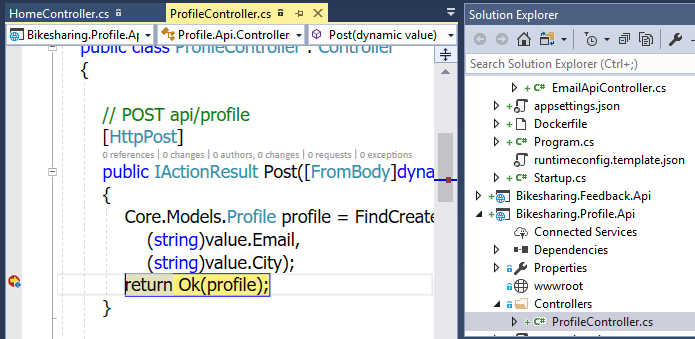 HomeController.cs
ProfileController.cs
Bikesharing.Profile.Ap
Profile.Api.Controller
Post(dynamic value)
public class ProfileController : Controller
{
// POST api/profile
[HttpPost]
0 references | 0 changes | 0 authors, 0 changes | 0 requests | 0 exceptions
public IActionResult Post([FromBody]dyna
{
Core.Models.Profile profile = FindCreate
(string)value.Email,
(string)value.City);
return Ok(profile);
}
Solution Explorer
Search Solution Explorer (Ctrl+;)
C# EmailApiController.cs
appsettings.json
Dockerfile
C# Program.cs
runtimeconfig.template.json
C# Startup.cs
Bikesharing.Feedback.Api
Bikesharing.Profile.Api
Connected Services
Dependencies
Properties
wwwroot
Controllers
C# ProfileController.cs